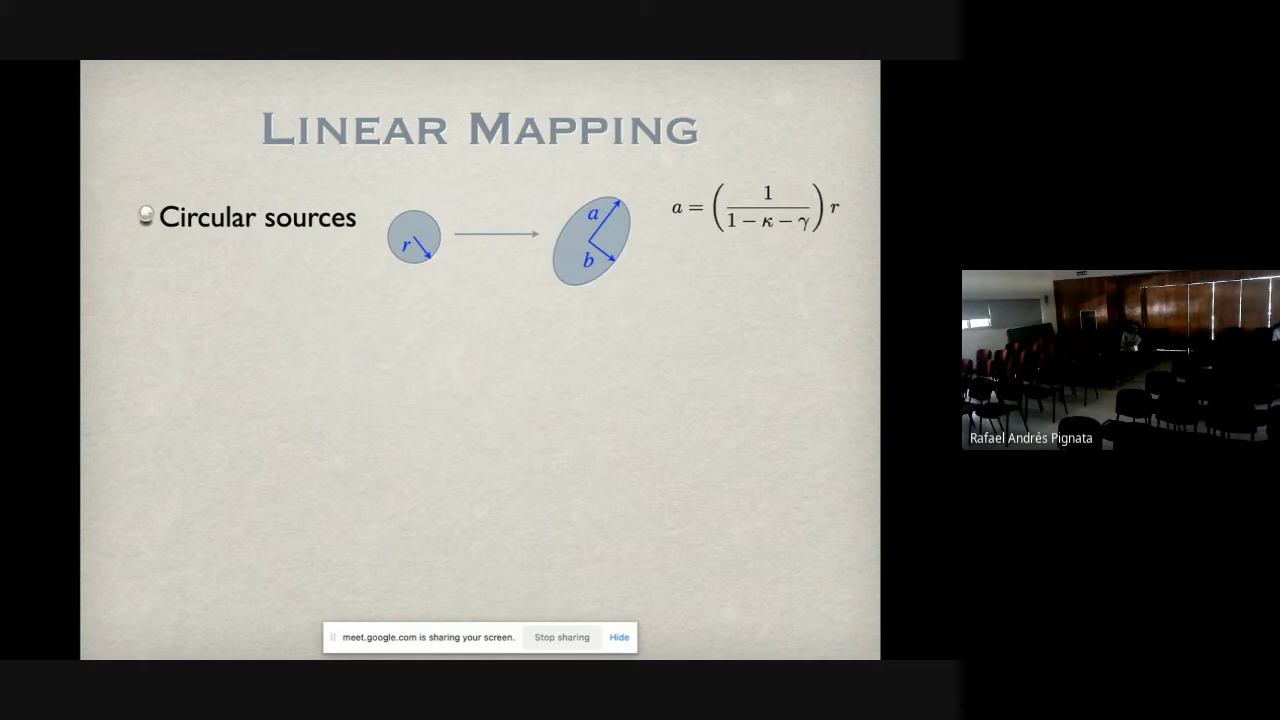 LINEAR MAPPING
Circular sources
r
a
b
a = ( 1 / 1 − κ − γ ) r
Rafael Andrés Pignata
meet.google.com is sharing your screen. Stop sharing Hide